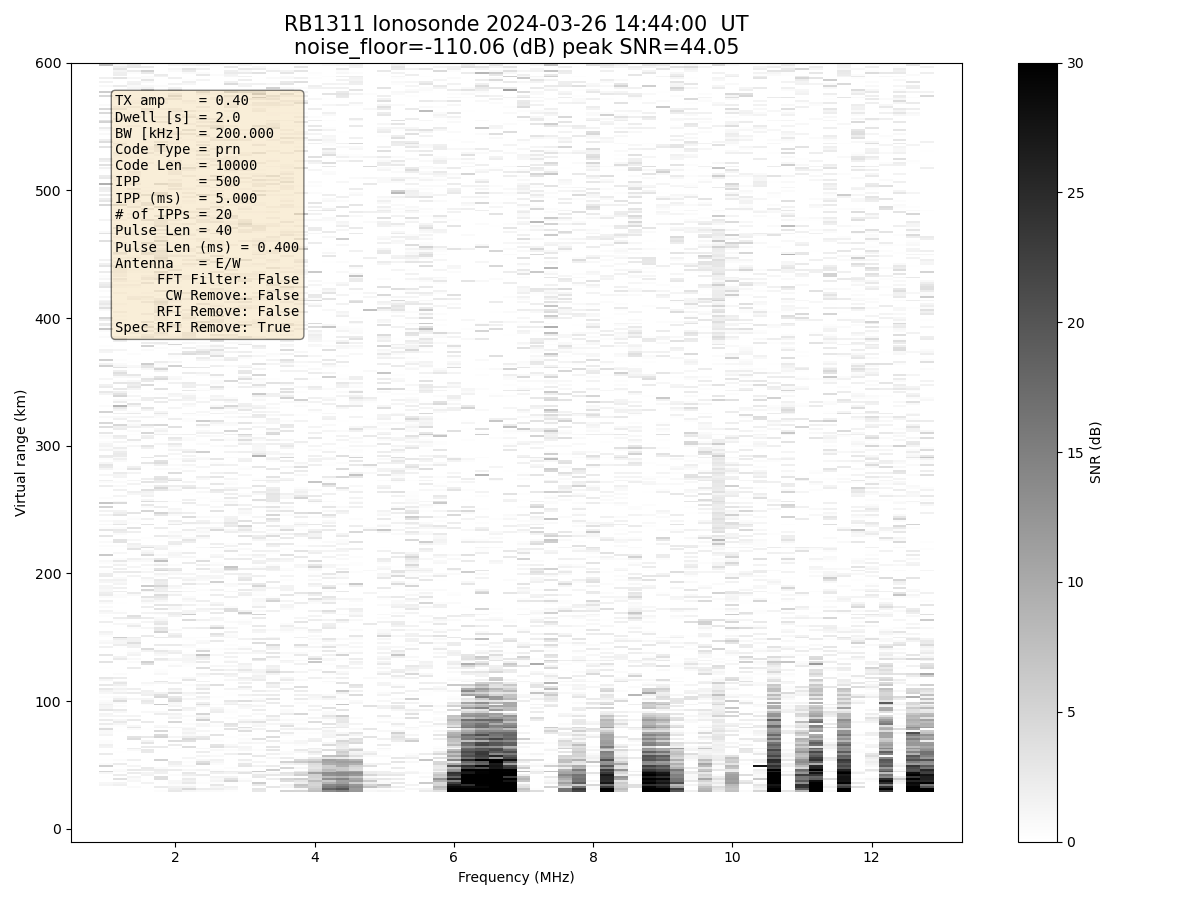 RB1311 Ionosonde 2024-03-26 14:44:00  UT
noise_floor=-110.06 (dB) peak SNR=44.05
TX amp    = 0.40
Dwell [s] = 2.0
BW [kHz]  = 200.000
Code Type = prn
Code Len  = 10000
IPP       = 500
IPP (ms)  = 5.000
# of IPPs = 20
Pulse Len = 40
Pulse Len (ms) = 0.400
Antenna   = E/W
FFT Filter: False
CW Remove: False
RFI Remove: False
Spec RFI Remove: True
Virtual range (km)
600
500
400
300
200
100
0
2
4
6
8
10
12
Frequency (MHz)
30
25
20
15
10
5
0
SNR (dB)